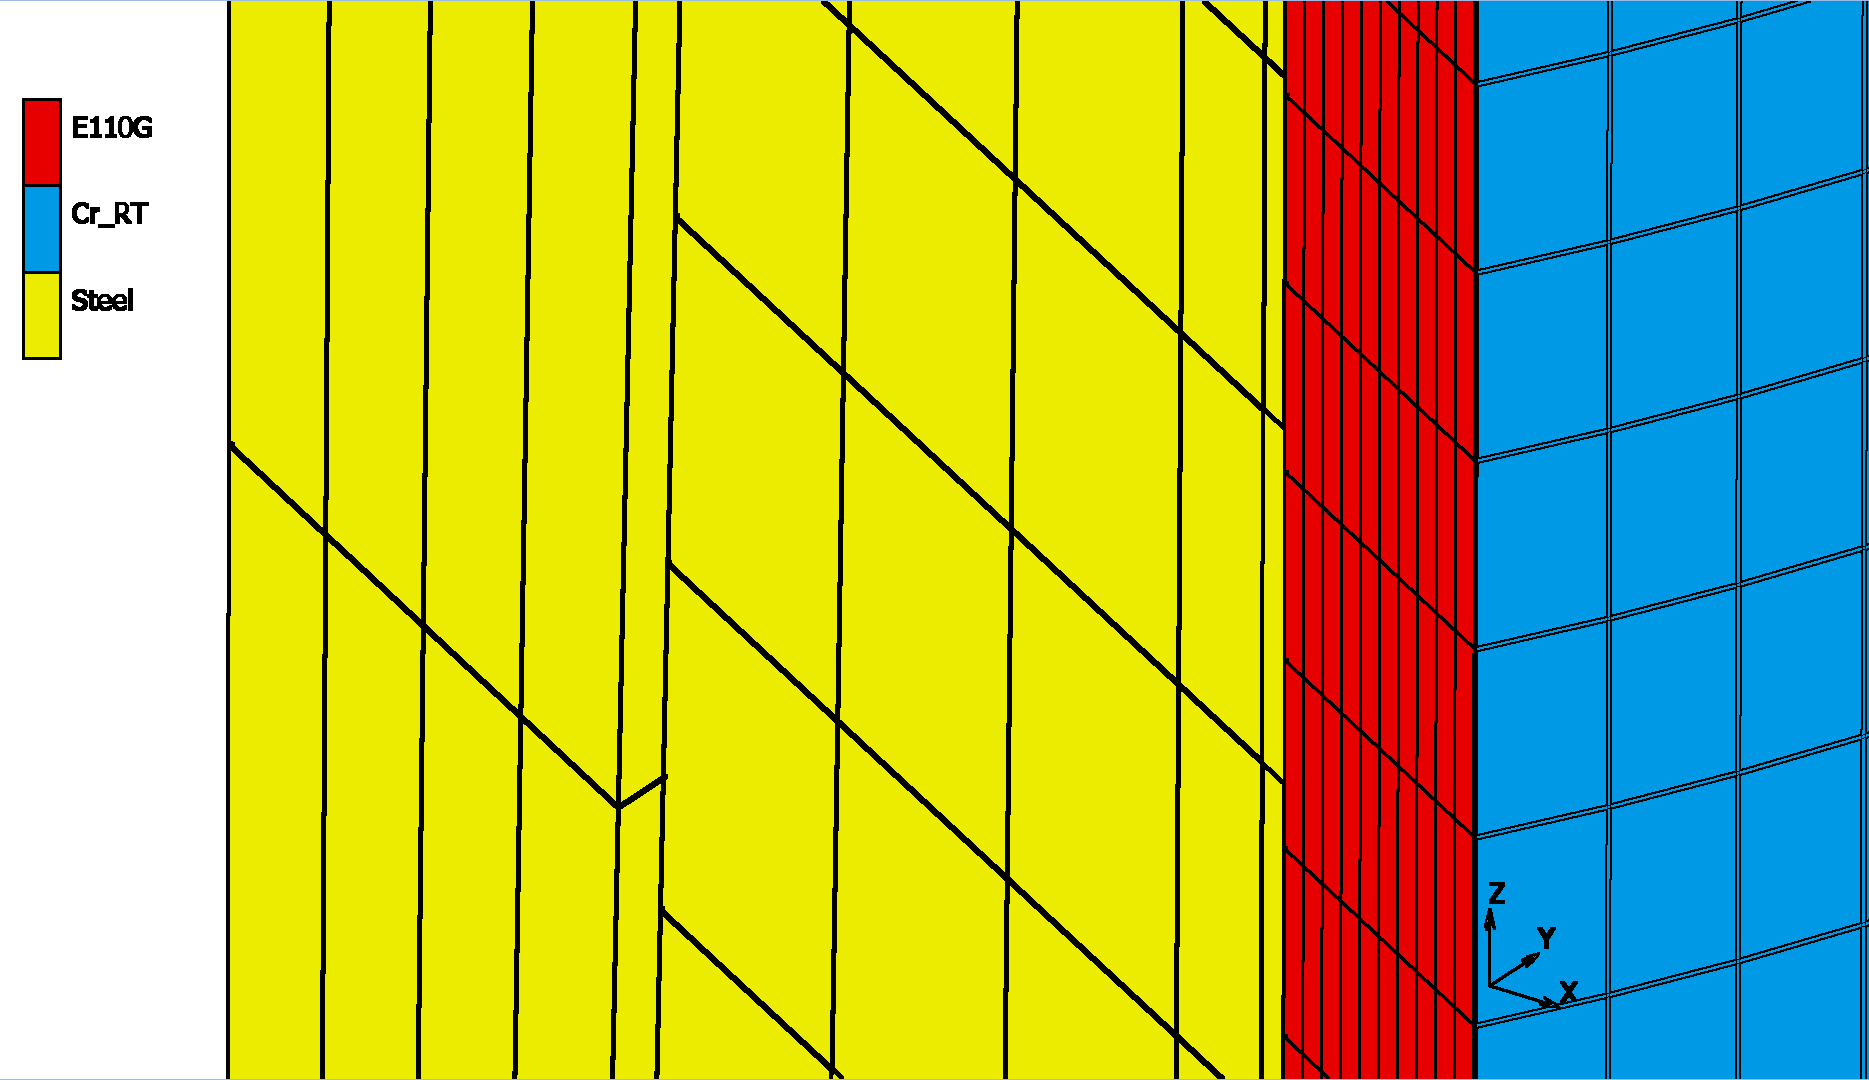 E110G
Cr_RT
Steel
Z
Y
X